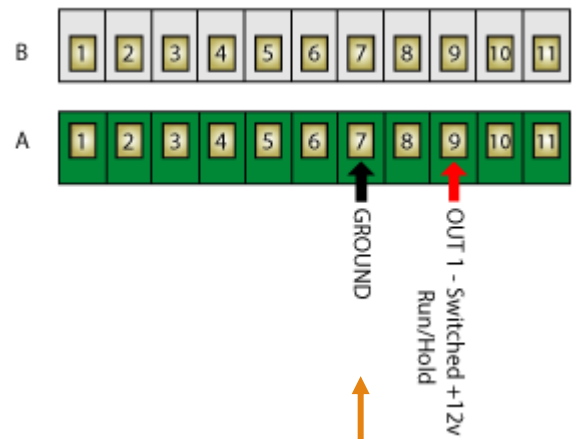 B 1 2 3 4 5 6 7 8 9 10 11
A 1 2 3 4 5 6 7 8 9 10 11
GROUND
OUT 1 - Switched +12v
Run/Hold